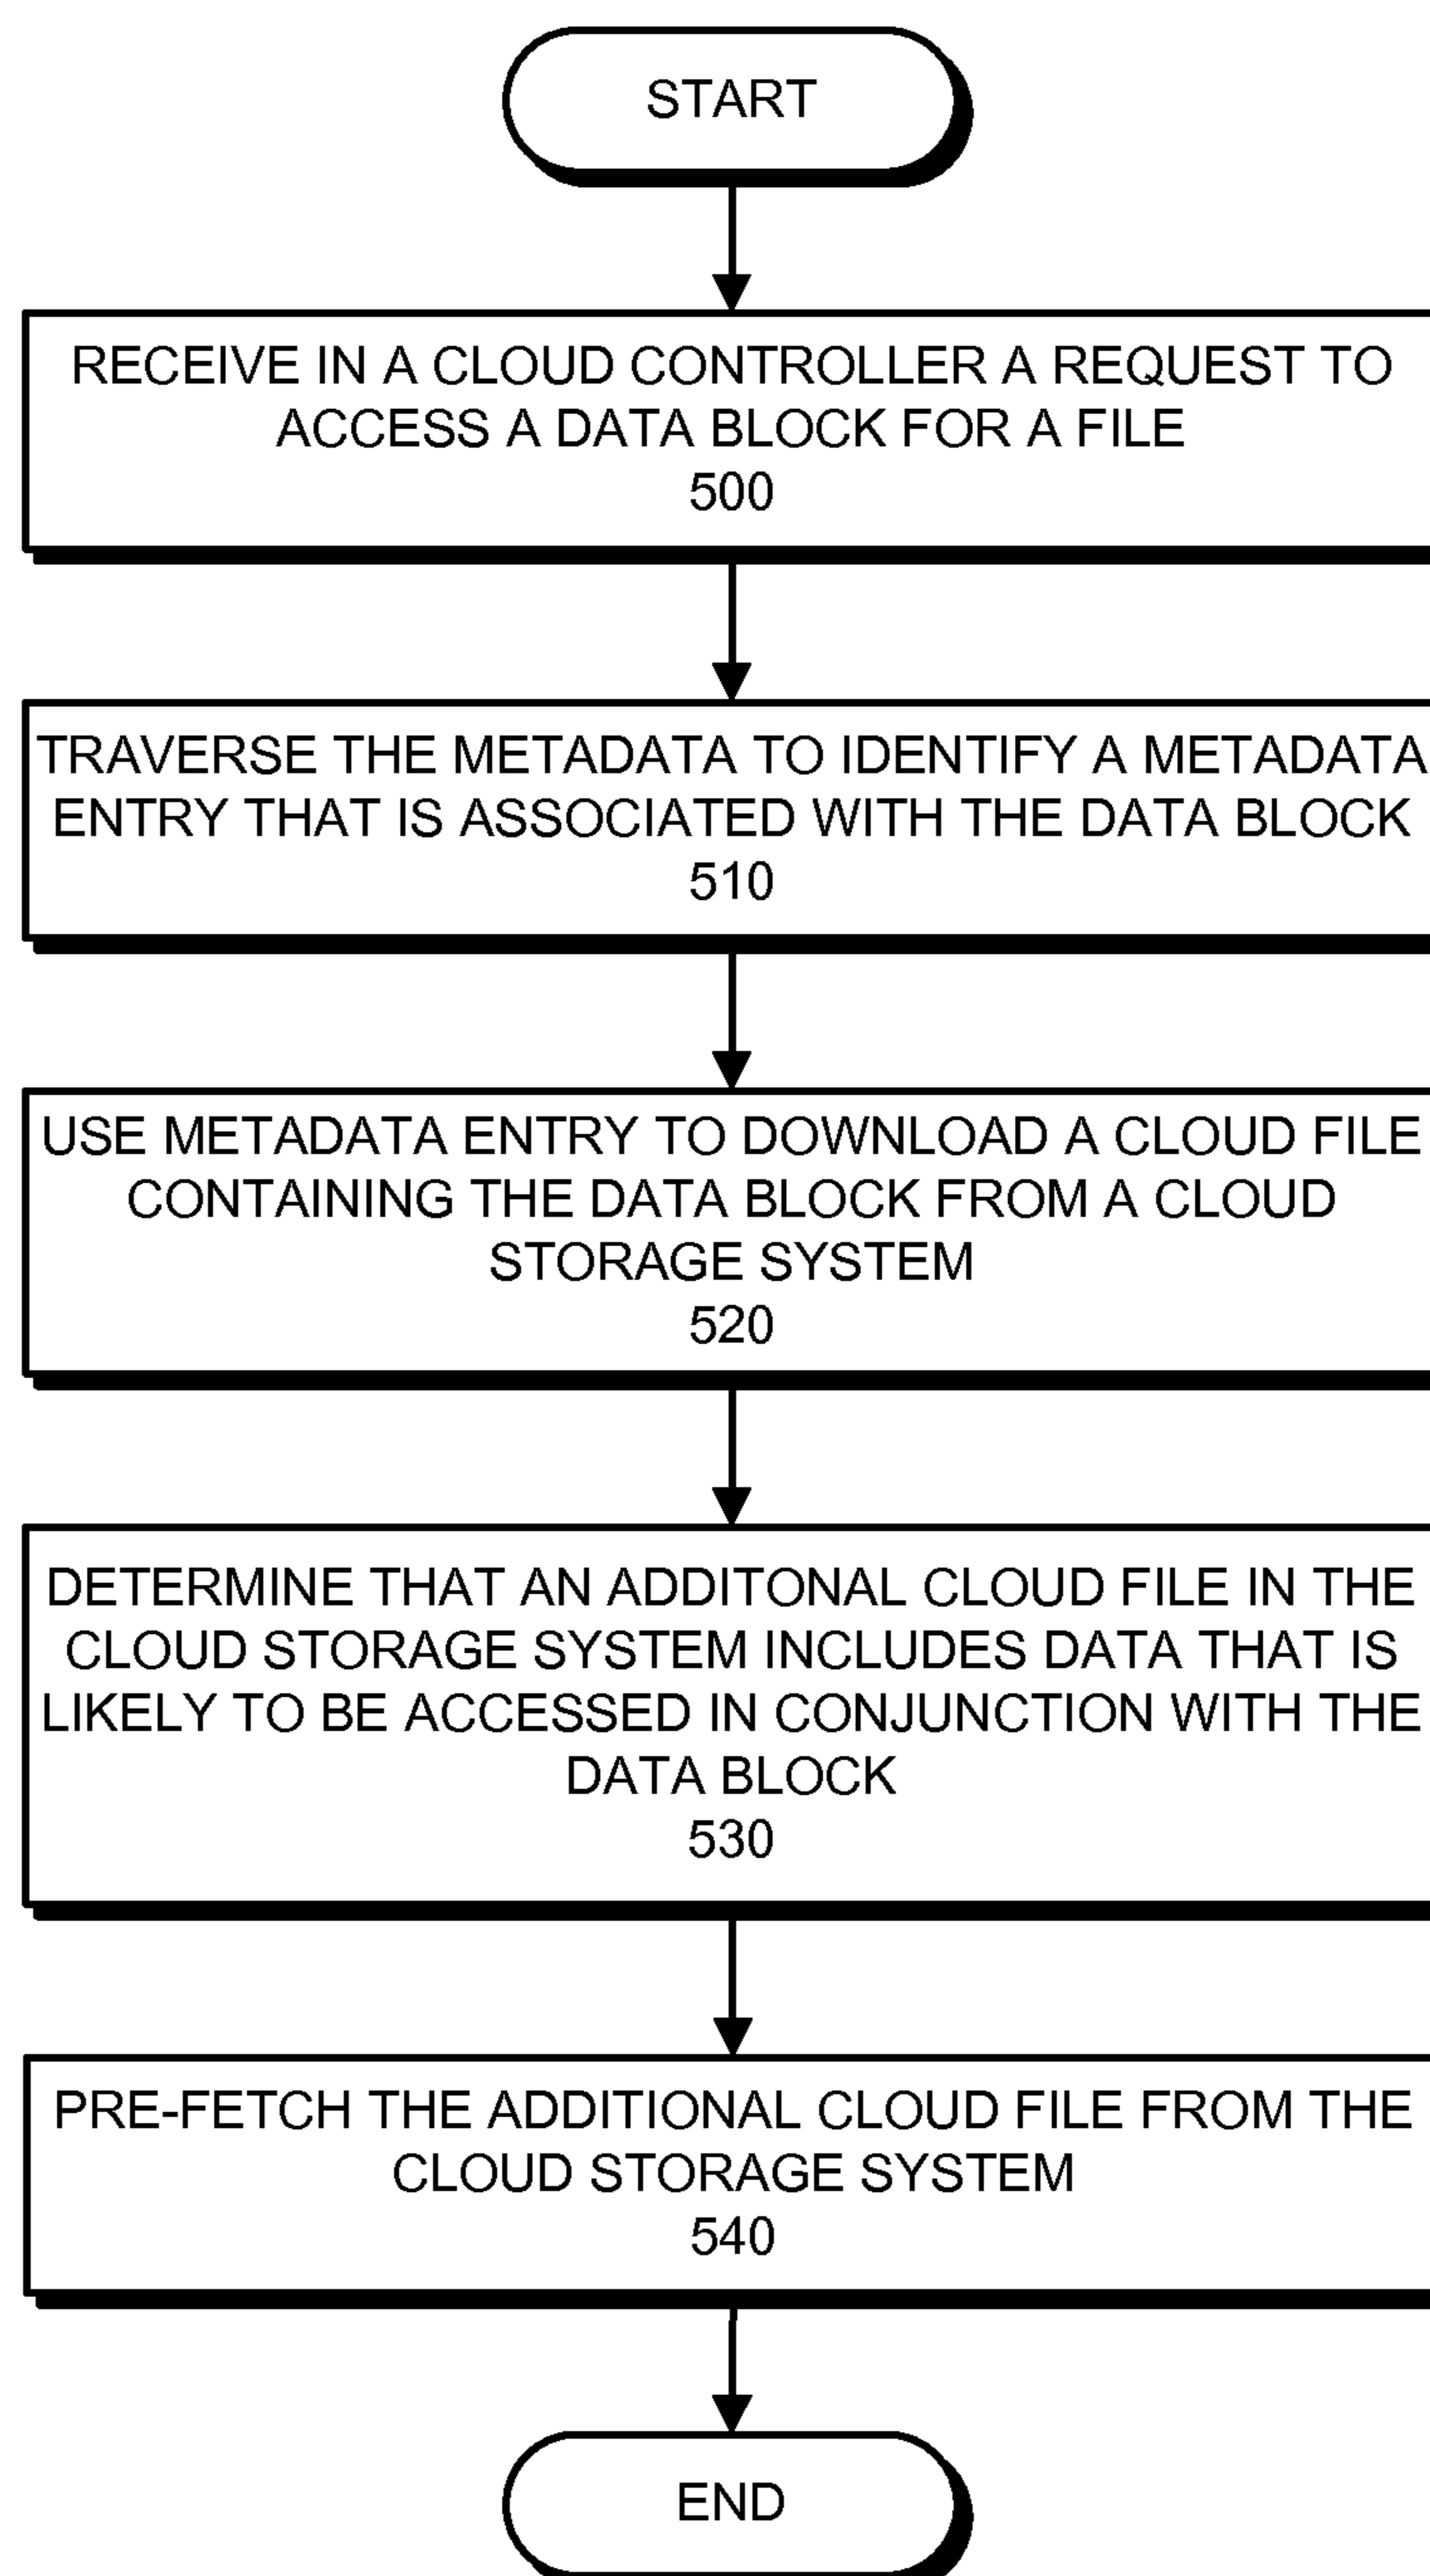 START
RECEIVE IN A CLOUD CONTROLLER A REQUEST TO
ACCESS A DATA BLOCK FOR A FILE
500
TRAVERSE THE METADATA TO IDENTIFY A METADATA
ENTRY THAT IS ASSOCIATED WITH THE DATA BLOCK
510
USE METADATA ENTRY TO DOWNLOAD A CLOUD FILE
CONTAINING THE DATA BLOCK FROM A CLOUD
STORAGE SYSTEM
520
DETERMINE THAT AN ADDITONAL CLOUD FILE IN THE
CLOUD STORAGE SYSTEM INCLUDES DATA THAT IS
LIKELY TO BE ACCESSED IN CONJUNCTION WITH THE
DATA BLOCK
530
PRE-FETCH THE ADDITIONAL CLOUD FILE FROM THE
CLOUD STORAGE SYSTEM
540
END